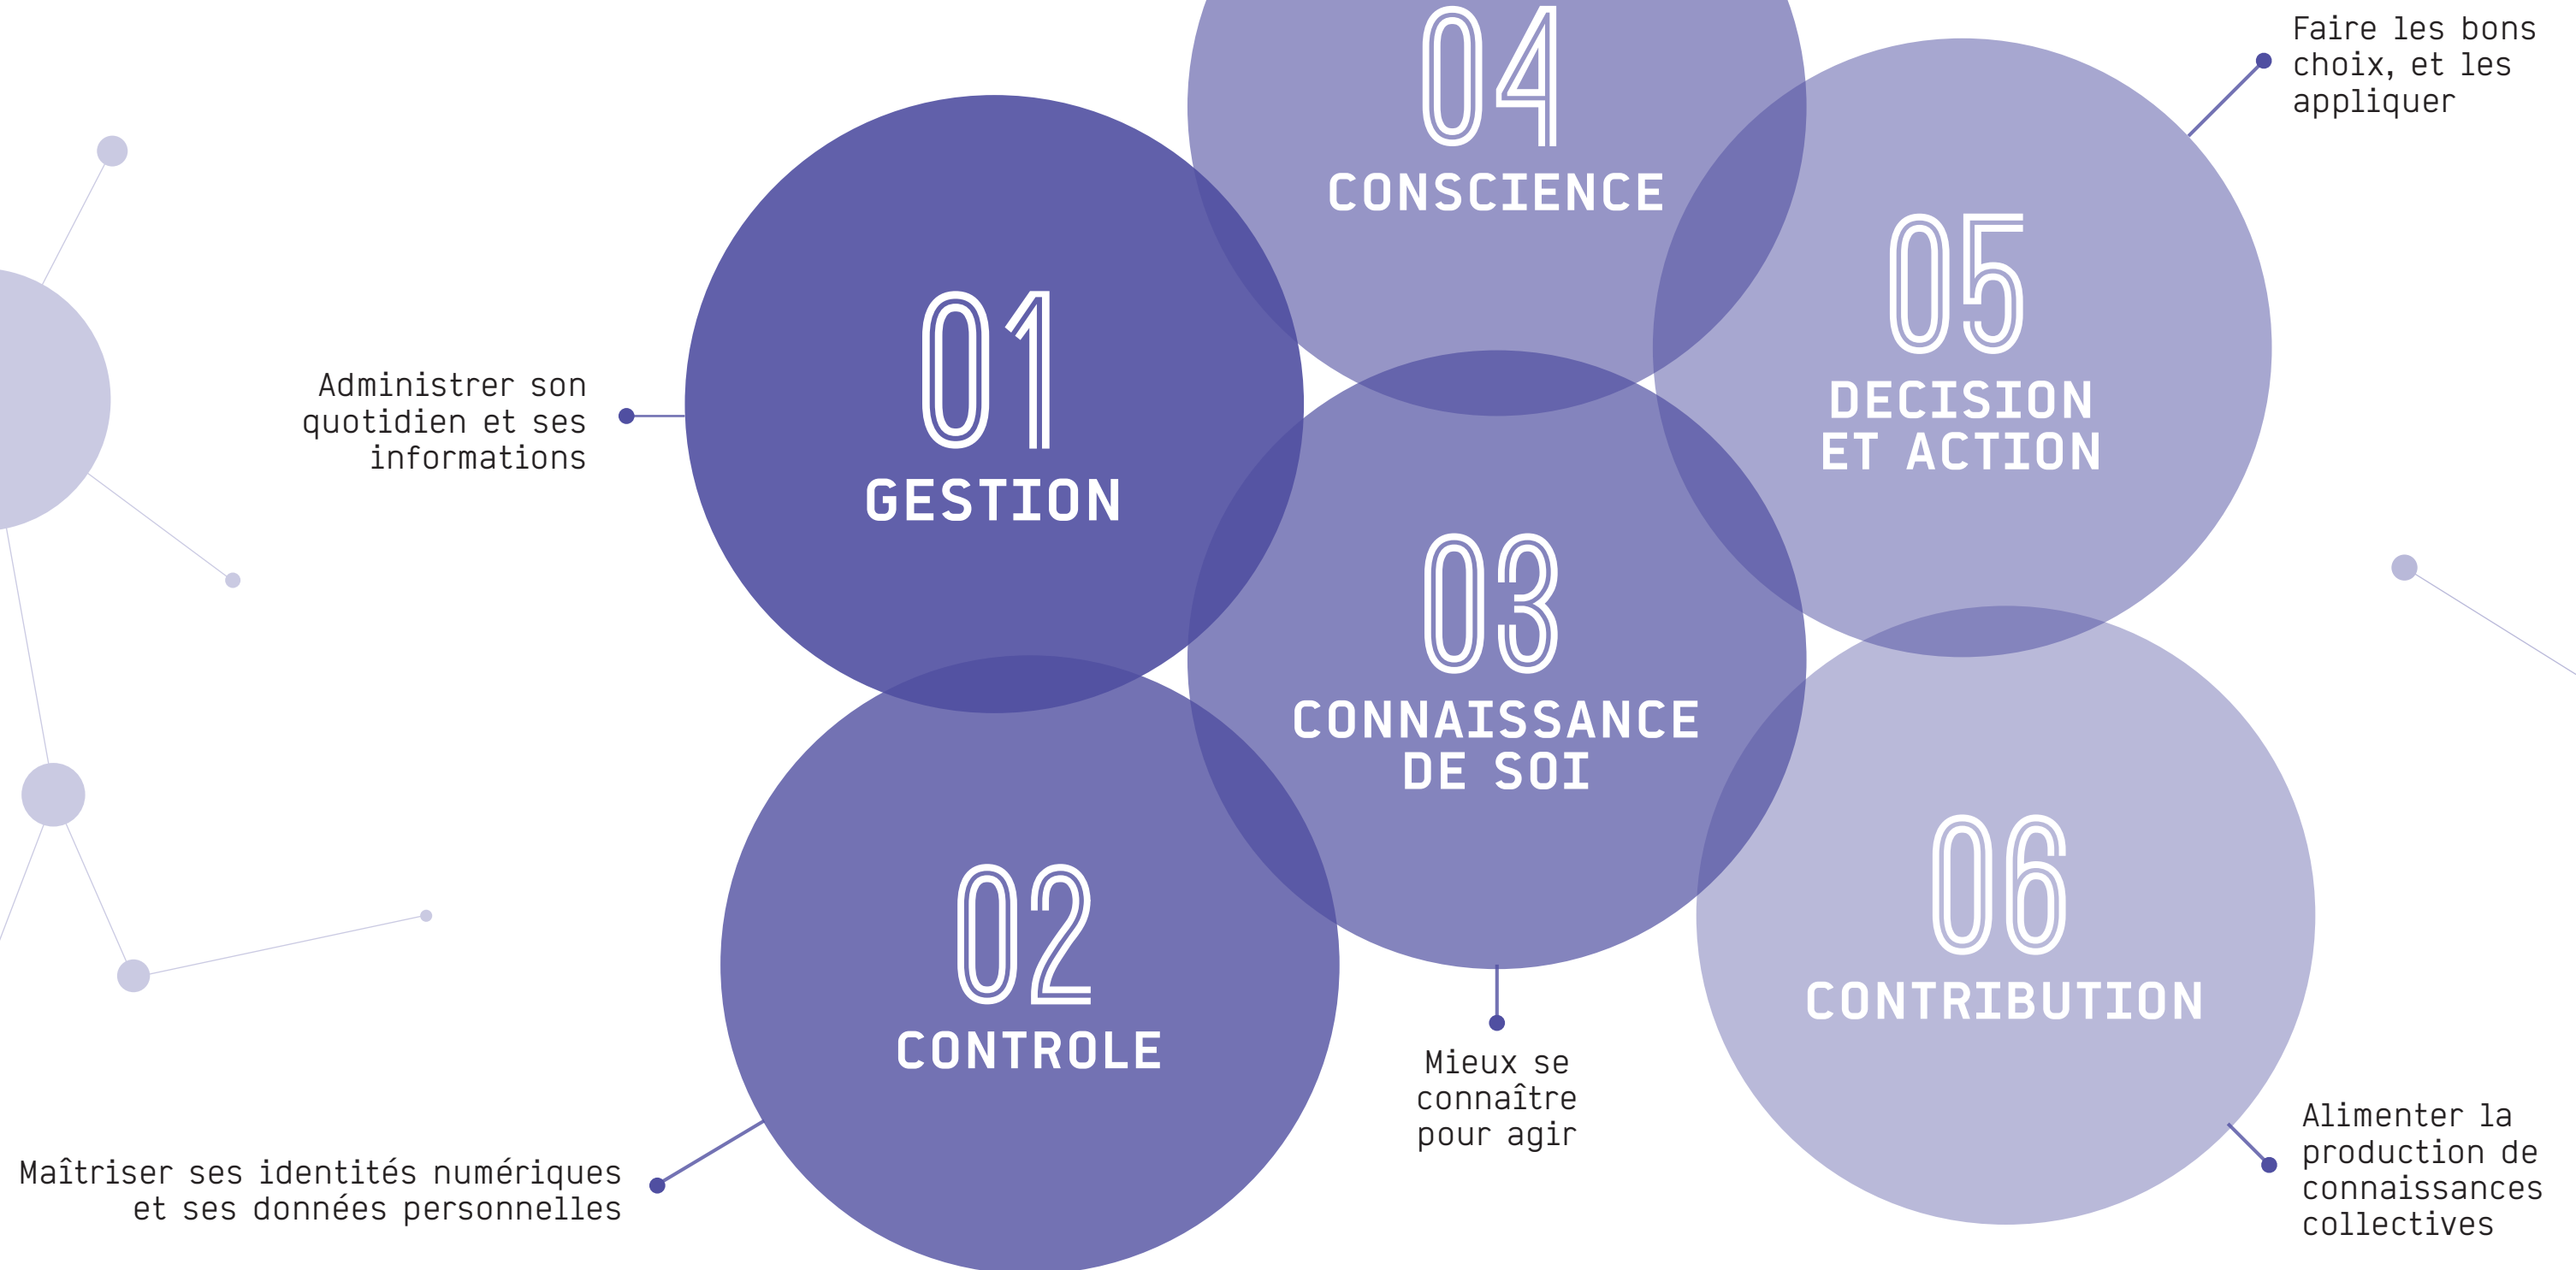 01
GESTION
Administrer son
quotidien et ses
informations
02
CONTROLE
Maîtriser ses identités numériques
et ses données personnelles
03
CONNAISSANCE
DE SOI
Mieux se
connaître
pour agir
04
CONSCIENCE
05
DECISION
ET ACTION
Faire les bons
choix, et les
appliquer
06
CONTRIBUTION
Alimenter la
production de
connaissances
collectives